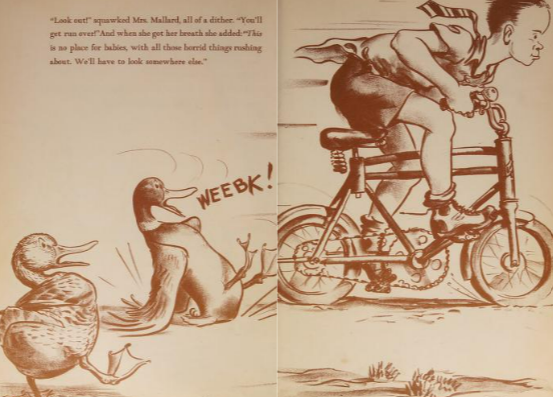 "Look out!" squawked Mrs. Mallard, all of a dither. "You'll
get run over!" And when she got her breath she added: "This
is no place for babies, with all those horrid things rushing
about. We'll have to look somewhere else."
WEEBK!